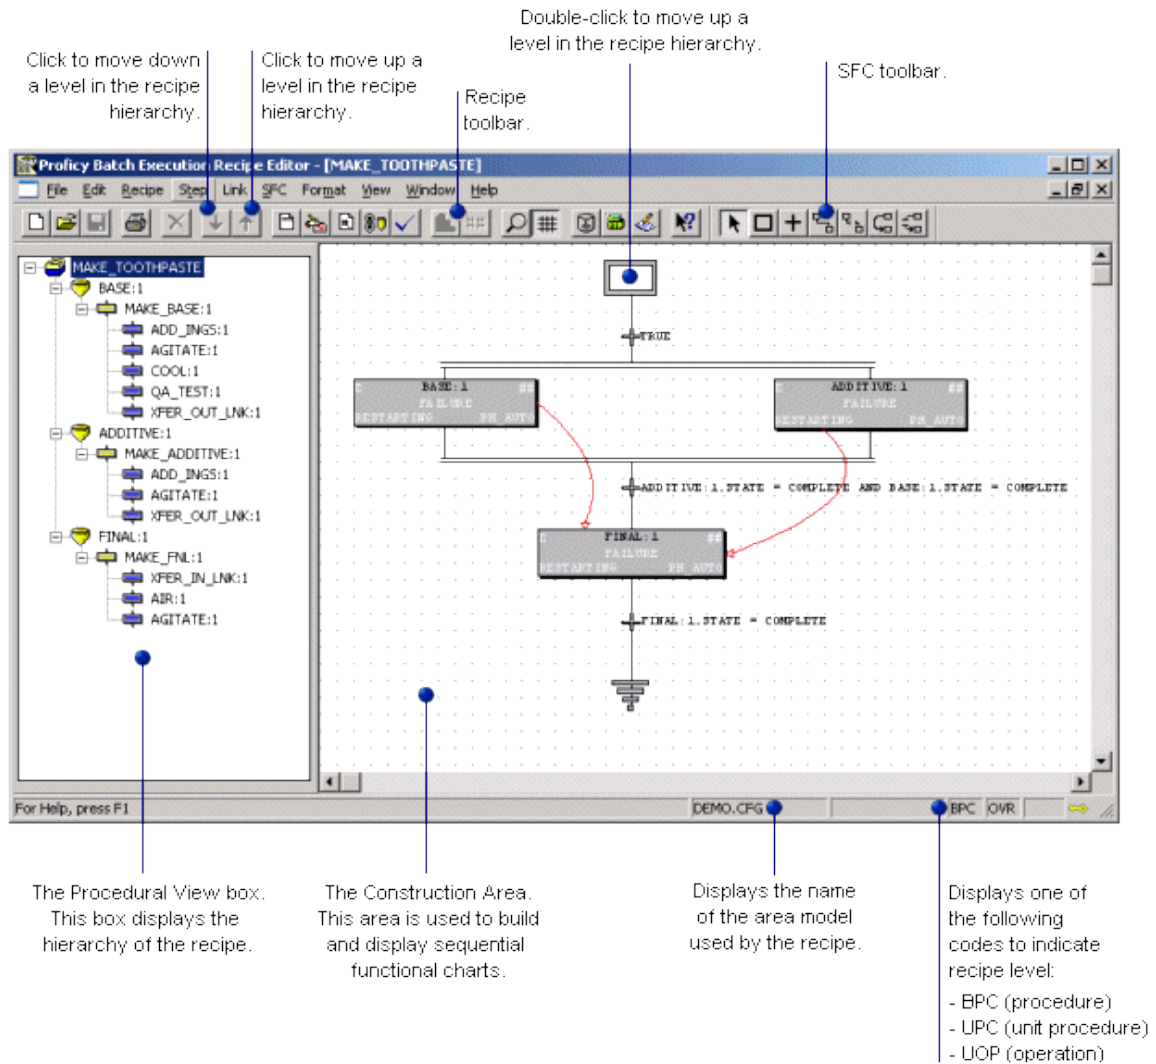 Double-click to move up a
level in the recipe hierarchy.
Click to move down
a level in the recipe
hierarchy.
Click to move up a
level in the recipe
hierarchy.
Recipe
toolbar.
SFC toolbar.
Proficy Batch Execution Recipe Editor - [MAKE_TOOTHPASTE]
File Edit Recipe Step Link SFC Format View Window Help
MAKE_TOOTHPASTE
BASE:1
MAKE_BASE:1
ADD_INGS:1
AGITATE:1
COOL:1
QA_TEST:1
XFER_OUT_LNK:1
ADDITIVE:1
MAKE_ADDITIVE:1
ADD_INGS:1
AGITATE:1
XFER_OUT_LNK:1
FINAL:1
MAKE_FNL:1
XFER_IN_LNK:1
AIR:1
AGITATE:1
TRUE
BASE:1 ##
FAILURE
RESTARTING PH_AUTO
ADDITIVE:1 ##
FAILURE
RESTARTING PH_AUTO
ADDITIVE:1.STATE = COMPLETE AND BASE:1.STATE = COMPLETE
FINAL:1 ##
FAILURE
RESTARTING PH_AUTO
FINAL:1.STATE = COMPLETE
For Help, press F1
DEMO.CFG
BPC OVR
The Procedural View box.
This box displays the
hierarchy of the recipe.
The Construction Area.
This area is used to build
and display sequential
functional charts.
Displays the name
of the area model
used by the recipe.
Displays one of
the following
codes to indicate
recipe level:
- BPC (procedure)
- UPC (unit procedure)
- UOP (operation)